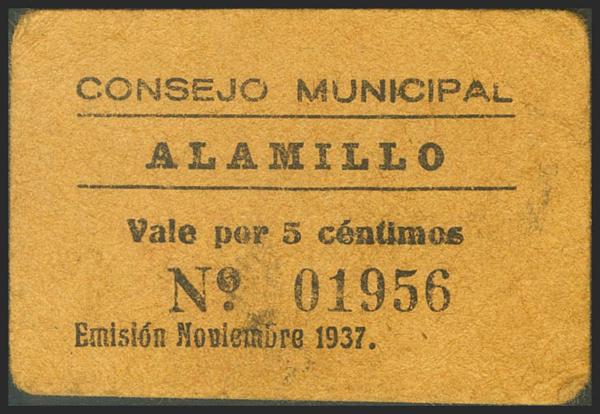 CONSEJO MUNICIPAL
ALAMILLO
Vale por 5 céntimos
Nº. 01956
Emisión Noviembre 1937.